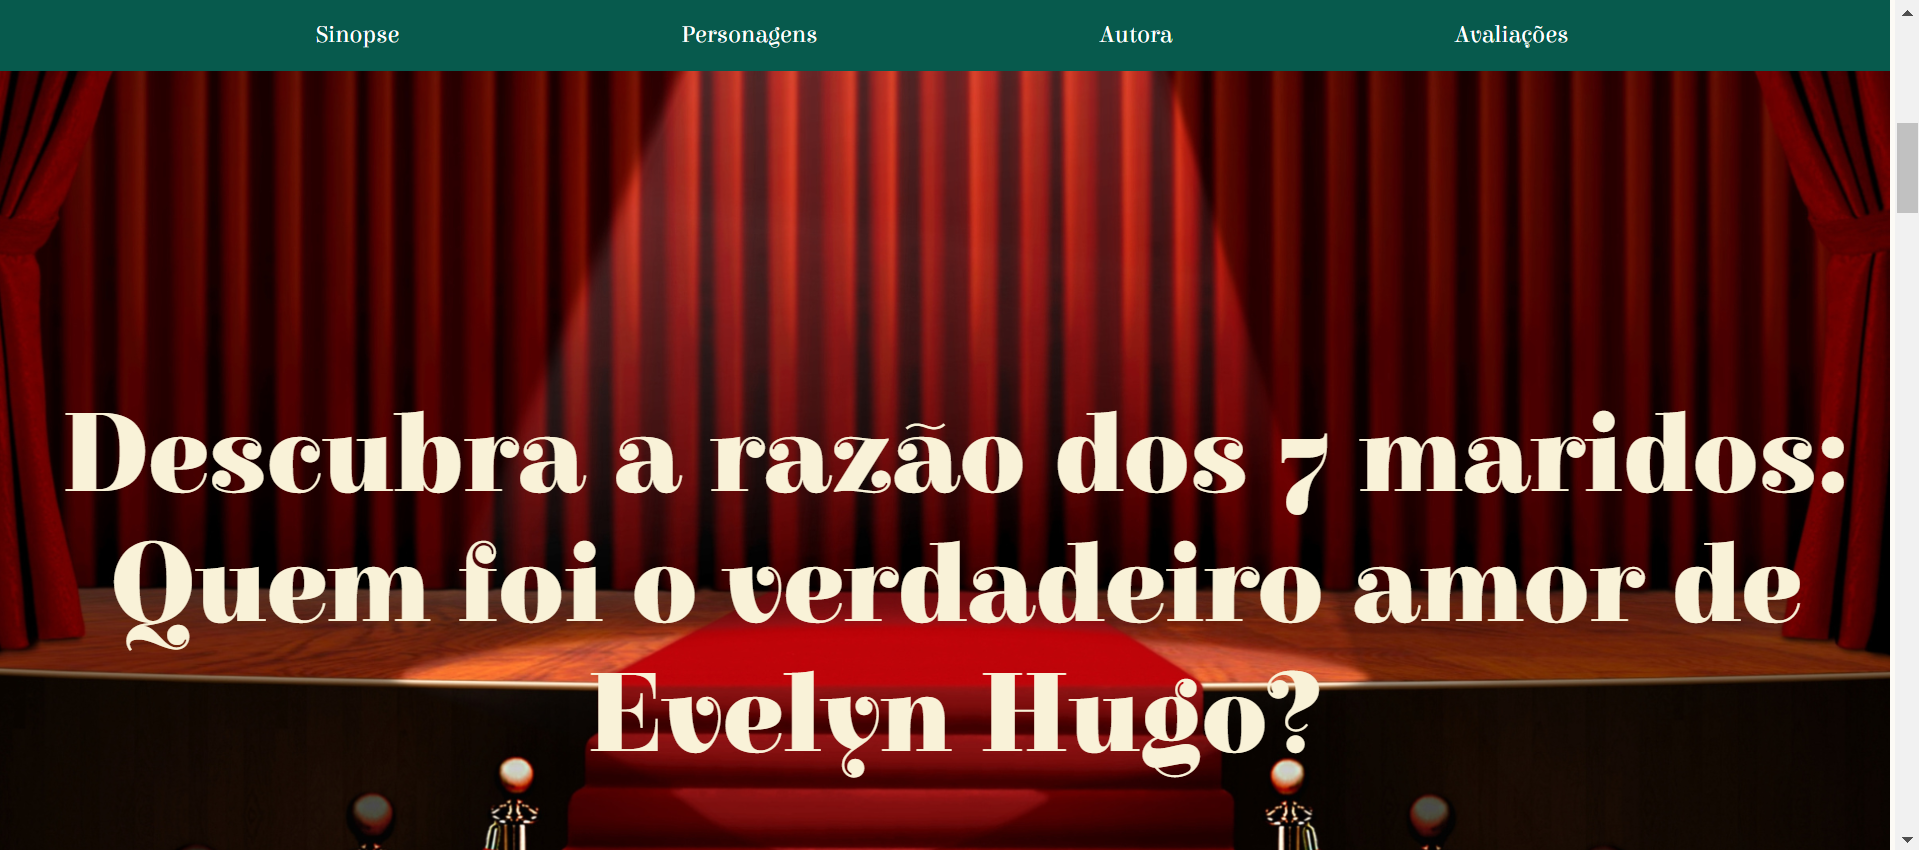 Sinopse Personagens Autora Avaliações
Descubra a razão dos 7 maridos:
Quem foi o verdadeiro amor de
Evelyn Hugo?